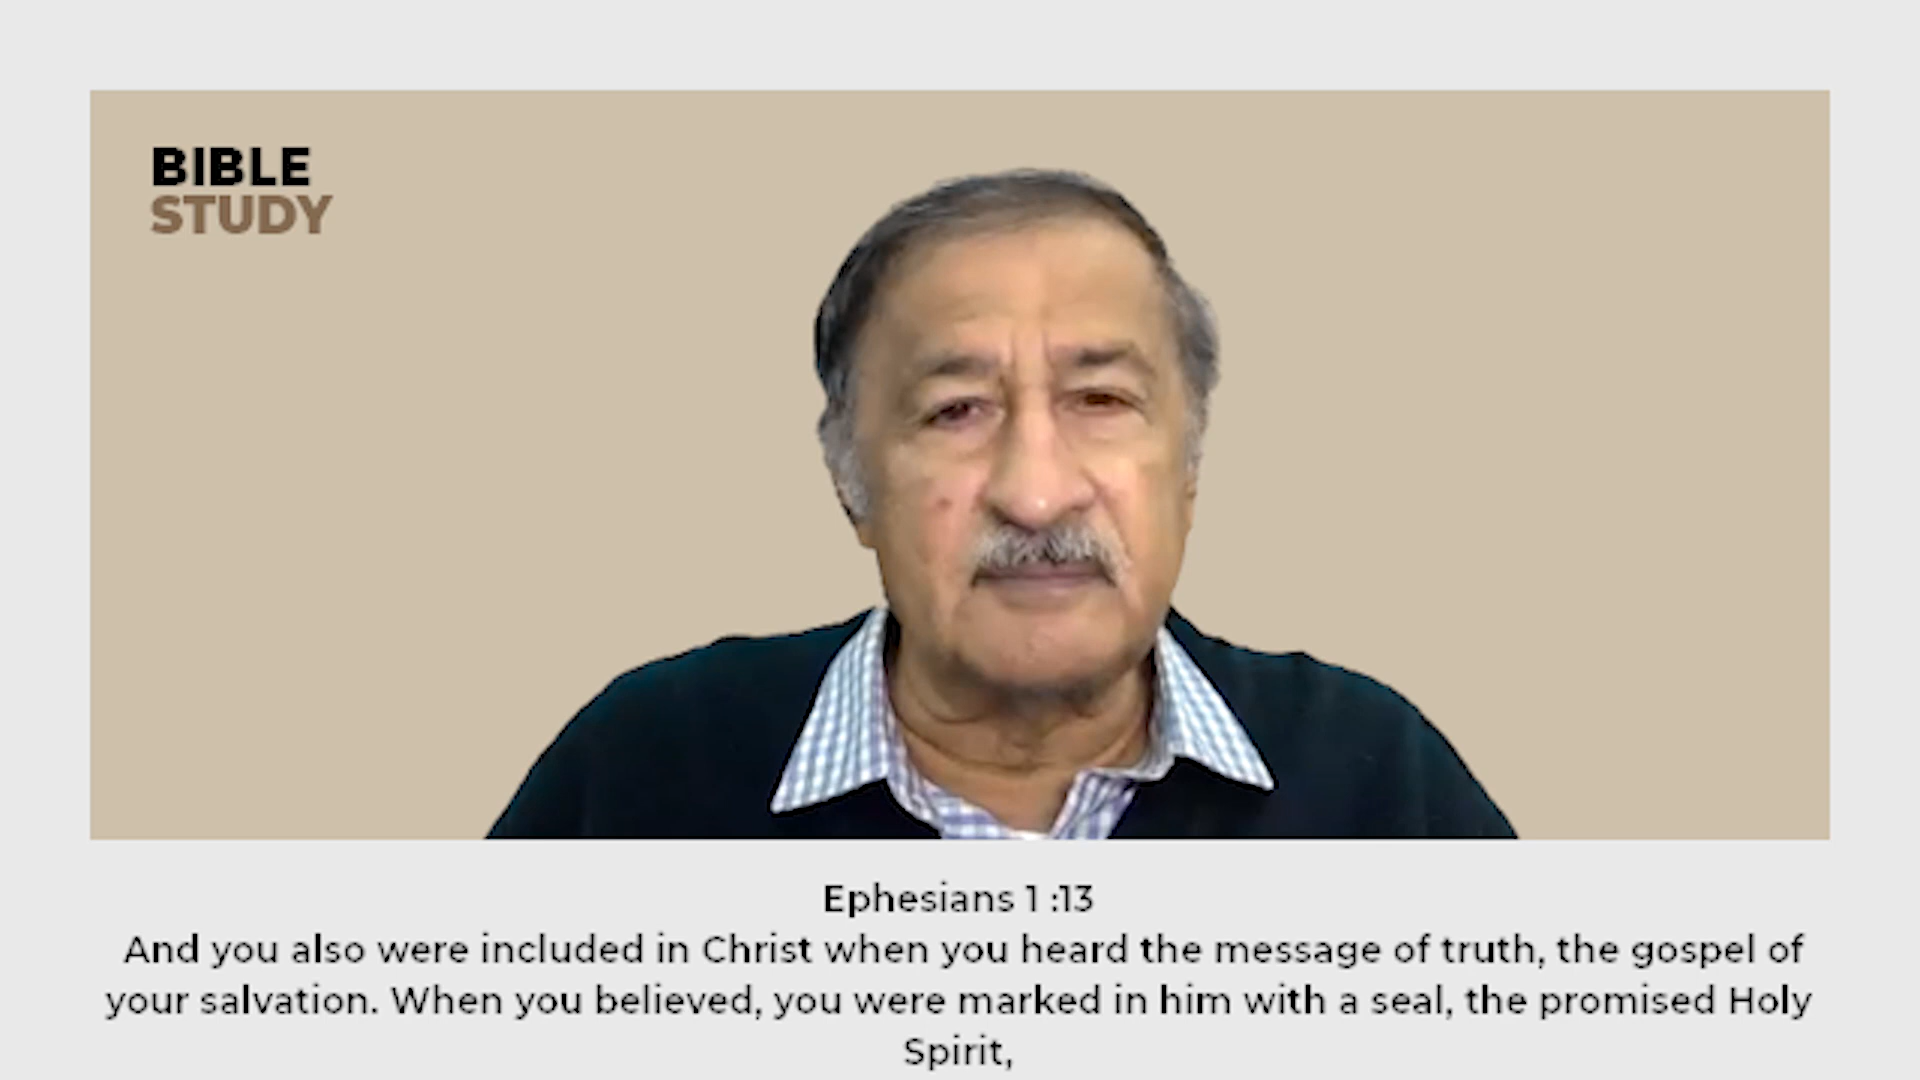 BIBLE
STUDY
Ephesians 1 :13
And you also were included in Christ when you heard the message of truth, the gospel of
your salvation. When you believed, you were marked in him with a seal, the promised Holy
Spirit,